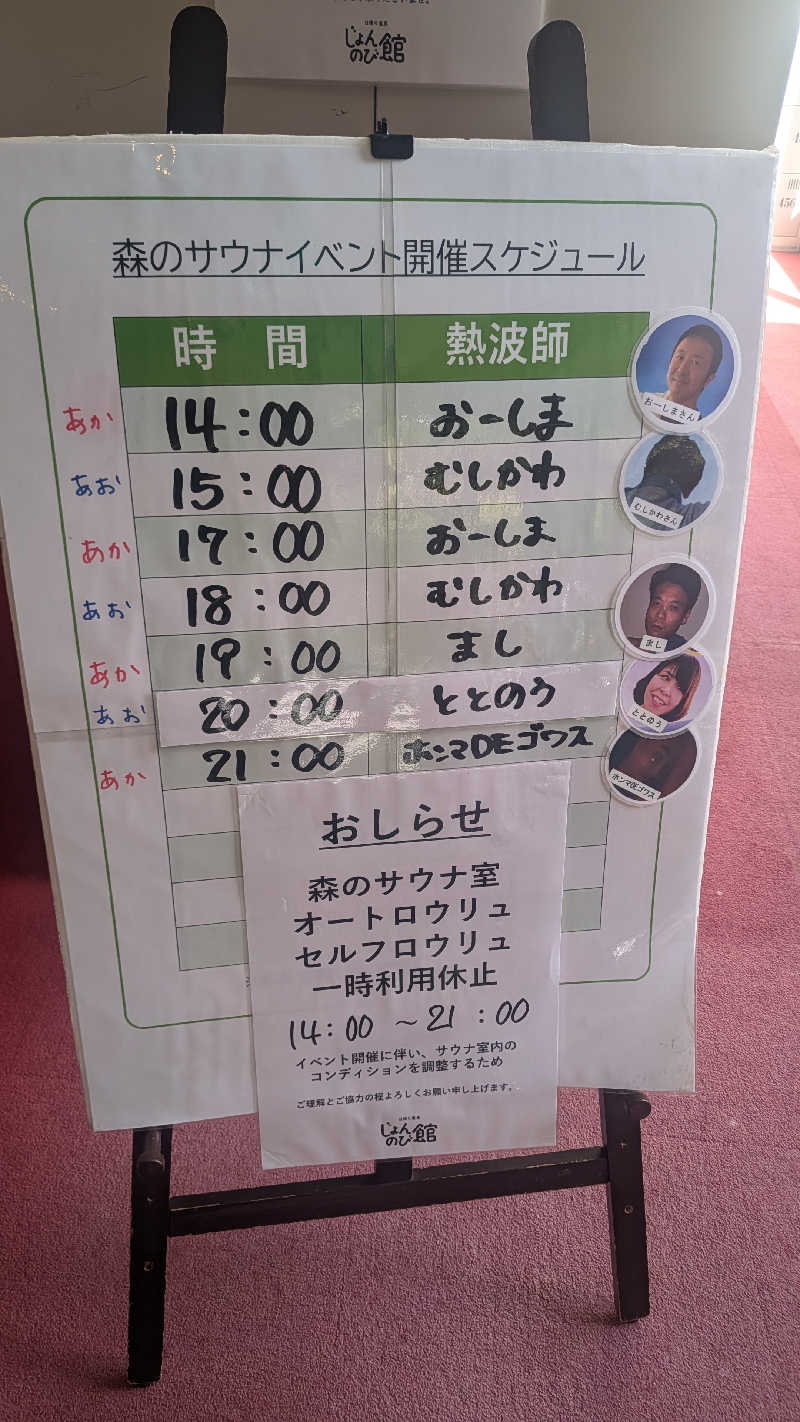 じょん
のび館
森のサウナイベント開催スケジュール
時間 熱波師
あか 14:00 おーしま
おーしまさん
あお 15:00 むしかわ
むしかわさん
あか 17:00 おーしま
あお 18:00 むしかわ
あか 19:00 まし
まし
あお 20:00 ととのう
ととのう
あか 21:00 ホンマDEゴワス
ホンマDEゴワス
おしらせ
森のサウナ室
オートロウリュ
セルフロウリュ
一時利用休止
14:00 ~21:00
イベント開催に伴い、サウナ室内の
コンディションを調整するため
ご理解とご協力の程よろしくお願い申し上げます。
じょん
のび館